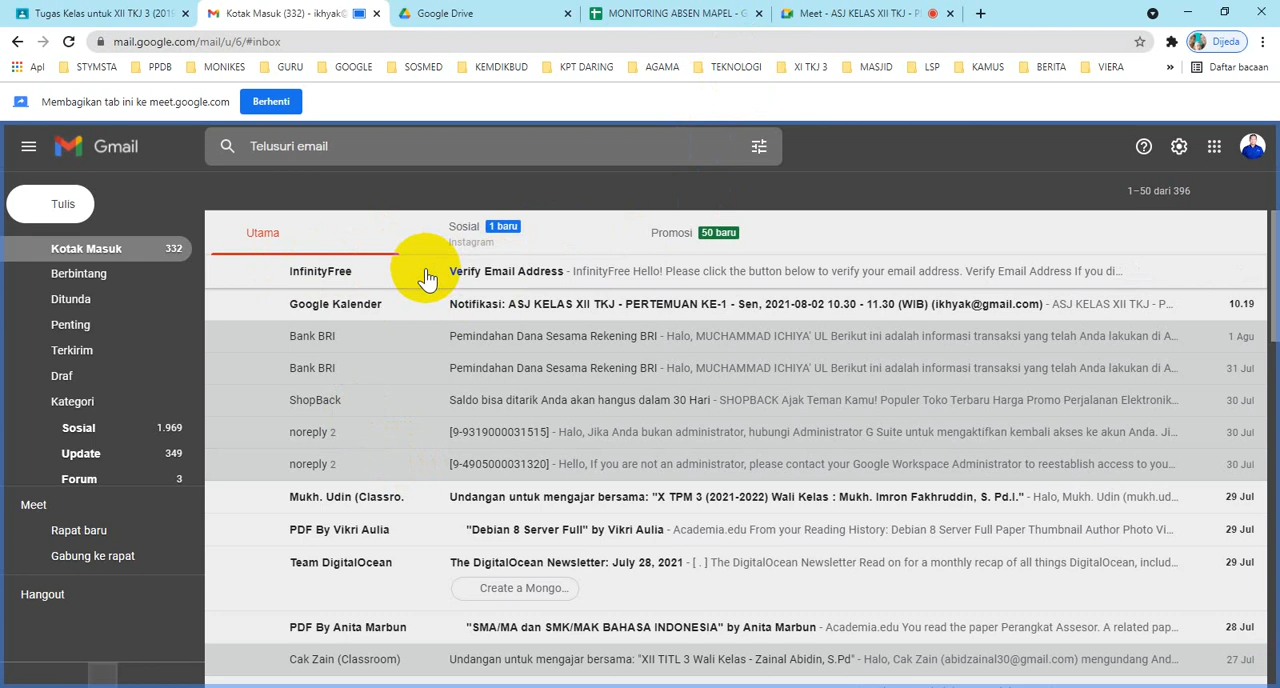 Tugas Kelas untuk XII TKJ 3 (2019
Kotak Masuk (332) - ikhyak@
Google Drive
MONITORING ABSEN MAPEL - G
Meet - ASJ KELAS XII TKJ - P
mail.google.com/mail/u/6/#inbox
Dijeda
Apl
STYMSTA
PPDB
MONIKES
GURU
GOOGLE
SOSMED
KEMDIKBUD
KPT DARING
AGAMA
TEKNOLOGI
XI TKJ 3
MASJID
LSP
KAMUS
BERITA
VIERA
»
Daftar bacaan
Membagikan tab ini ke meet.google.com
Berhenti
Gmail
Telusuri email
1–50 dari 396
Tulis
Kotak Masuk 332
Berbintang
Ditunda
Penting
Terkirim
Draf
Kategori
Sosial 1.969
Update 349
Forum 3
Meet
Rapat baru
Gabung ke rapat
Hangout
Utama
Sosial 1 baru
Instagram
Promosi 50 baru
InfinityFree Verify Email Address - InfinityFree Hello! Please click the button below to verify your email address. Verify Email Address If you di...
Google Kalender Notifikasi: ASJ KELAS XII TKJ - PERTEMUAN KE-1 - Sen, 2021-08-02 10.30 - 11.30 (WIB) (ikhyak@gmail.com) - ASJ KELAS XII TKJ - P... 10.19
Bank BRI Pemindahan Dana Sesama Rekening BRI - Halo, MUCHAMMAD ICHIYA' UL Berikut ini adalah informasi transaksi yang telah Anda lakukan di A... 1 Agu
Bank BRI Pemindahan Dana Sesama Rekening BRI - Halo, MUCHAMMAD ICHIYA' UL Berikut ini adalah informasi transaksi yang telah Anda lakukan di A... 31 Jul
ShopBack Saldo bisa ditarik Anda akan hangus dalam 30 Hari - SHOPBACK Ajak Teman Kamu! Populer Toko Terbaru Harga Promo Perjalanan Elektronik... 30 Jul
noreply 2 [9-9319000031515] - Halo, Jika Anda bukan administrator, hubungi Administrator G Suite untuk mengaktifkan kembali akses ke akun Anda. Ji... 30 Jul
noreply 2 [9-4905000031320] - Hello, If you are not an administrator, please contact your Google Workspace Administrator to reestablish access to you... 30 Jul
Mukh. Udin (Classro. Undangan untuk mengajar bersama: "X TPM 3 (2021-2022) Wali Kelas : Mukh. Imron Fakhruddin, S. Pd.I." - Halo, Mukh. Udin (mukh.ud... 29 Jul
PDF By Vikri Aulia "Debian 8 Server Full" by Vikri Aulia - Academia.edu From your Reading History: Debian 8 Server Full Paper Thumbnail Author Photo Vi... 29 Jul
Team DigitalOcean The DigitalOcean Newsletter: July 28, 2021 - [ . ] The DigitalOcean Newsletter Read on for a monthly recap of all things DigitalOcean, includ... 29 Jul
Create a Mongo...
PDF By Anita Marbun "SMA/MA dan SMK/MAK BAHASA INDONESIA" by Anita Marbun - Academia.edu You read the paper Perangkat Asesor. A related pap... 28 Jul
Cak Zain (Classroom) Undangan untuk mengajar bersama: "XII TITL 3 Wali Kelas - Zainal Abidin, S.Pd" - Halo, Cak Zain (abidzainal30@gmail.com) mengundang And... 27 Jul